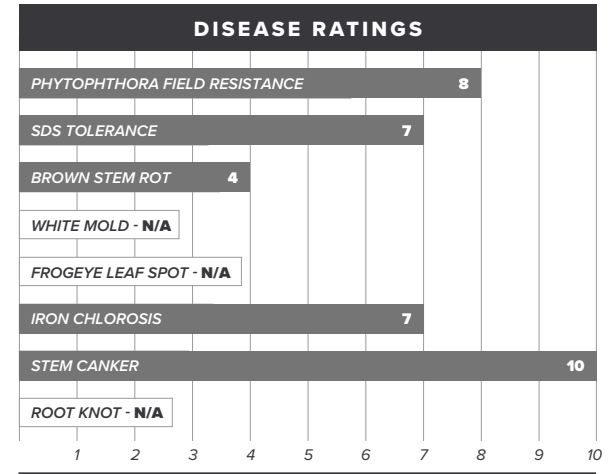 DISEASE RATINGS
PHYTOPHTHORA FIELD RESISTANCE 8
SDS TOLERANCE 7
BROWN STEM ROT 4
WHITE MOLD - N/A
FROGEYE LEAF SPOT - N/A
IRON CHLOROSIS 7
STEM CANKER 10
ROOT KNOT - N/A
1 2 3 4 5 6 7 8 9 10